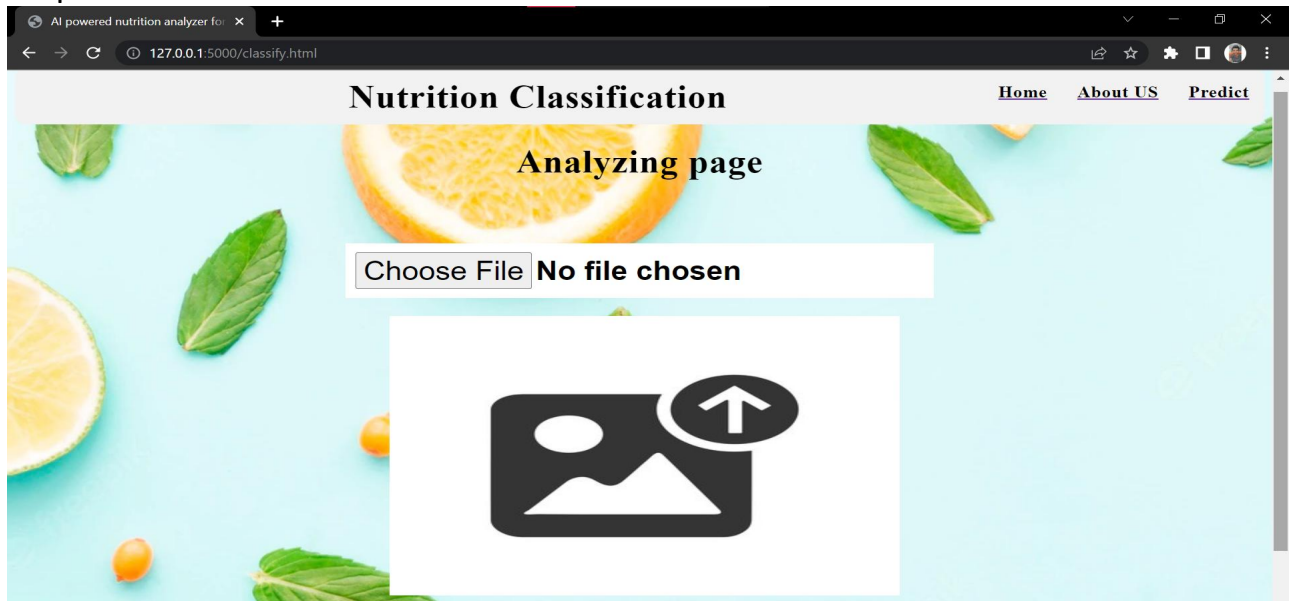 AI powered nutrition analyzer for
127.0.0.1:5000/classify.html
Nutrition Classification
Home About US Predict
Analyzing page
Choose File No file chosen